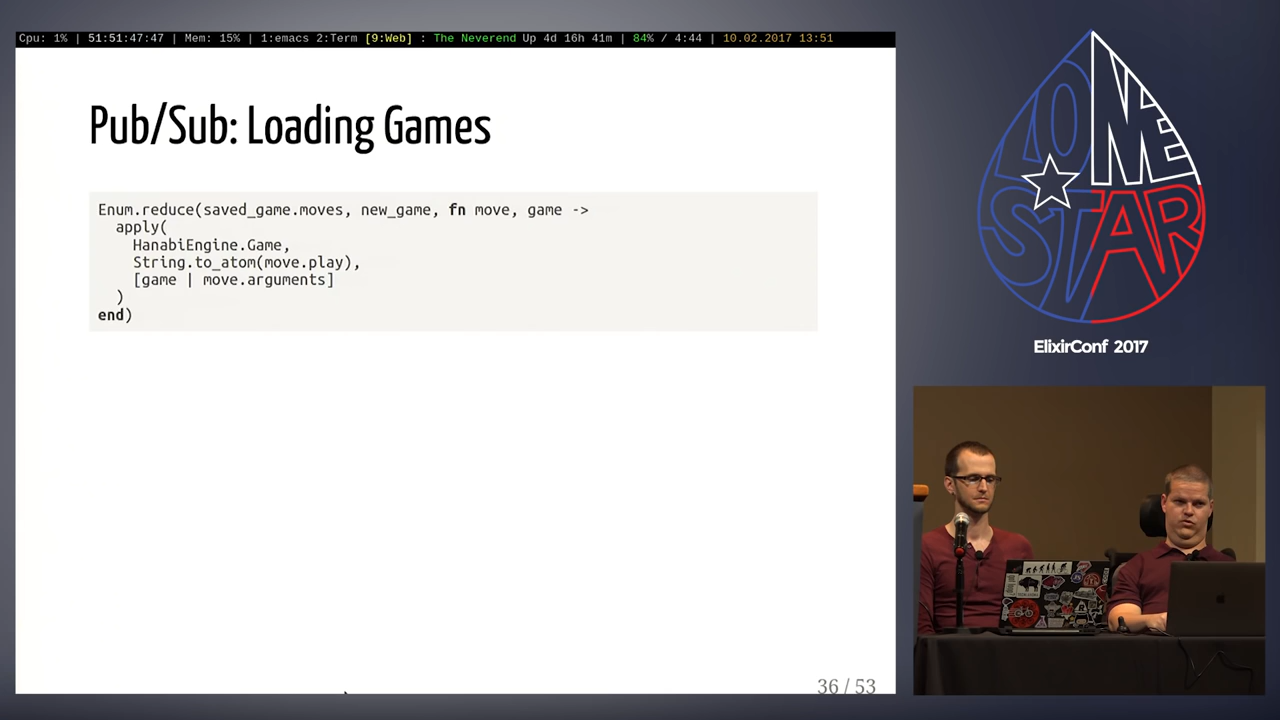 Cpu: 1% | 51:51:47:47 | Mem: 15% | 1:emacs 2:Term [9:Web] : The Neverend Up 4d 16h 41m | 84% / 4:44 | 10.02.2017 13:51
Pub/Sub: Loading Games
Enum.reduce(saved_game.moves, new_game, fn move, game ->
  apply(
    HanabiEngine.Game,
    String.to_atom(move.play),
    [game | move.arguments]
  )
end)
36 / 53
LONE
STAR
ElixirConf 2017